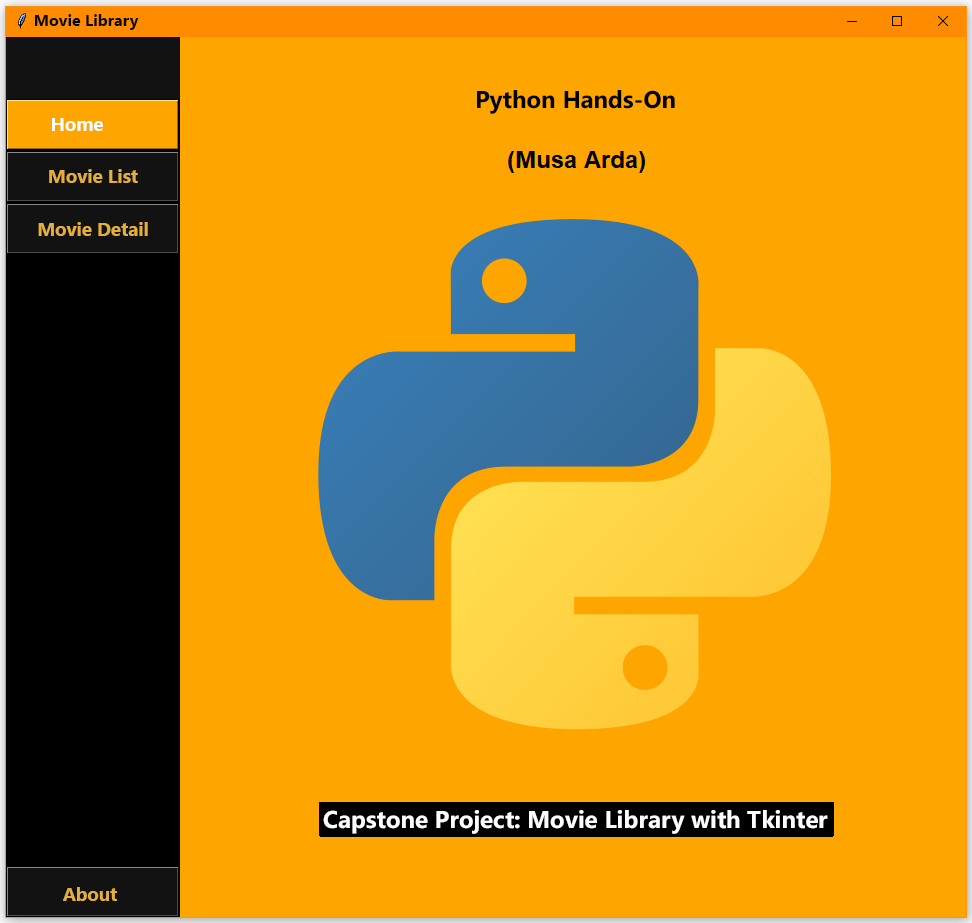 Movie Library
Home
Movie List
Movie Detail
About
Python Hands-On
(Musa Arda)
Capstone Project: Movie Library with Tkinter